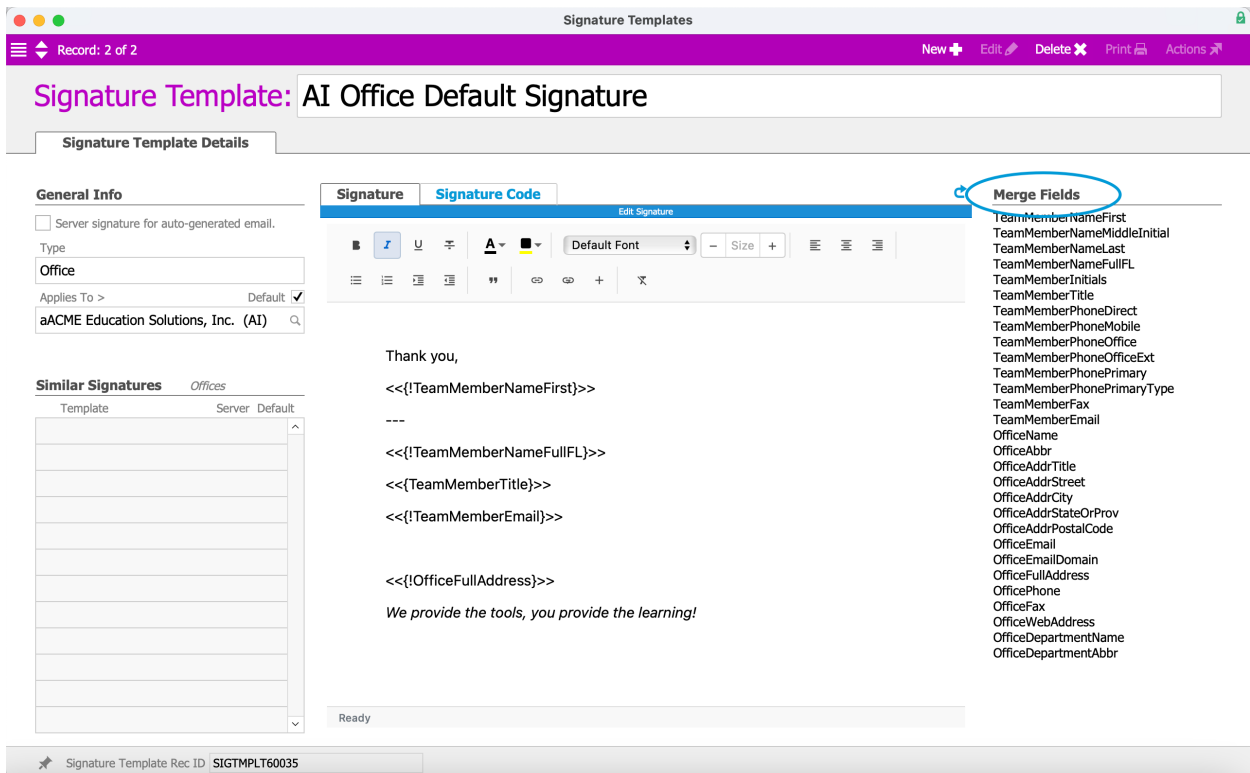 Signature Templates
Record: 2 of 2
New Edit Delete Print Actions
Signature Template: AI Office Default Signature
Signature Template Details
General Info
Server signature for auto-generated email.
Type
Office
Applies To > Default
aACME Education Solutions, Inc. (AI)
Similar Signatures Offices
Template Server Default
Signature Signature Code
Edit Signature
B I U T A Default Font – Size +
Thank you,
<<{!TeamMemberNameFirst}>>
---
<<{!TeamMemberNameFullFL}>>
<<{TeamMemberTitle}>>
<<{!TeamMemberEmail}>>
<<{!OfficeFullAddress}>>
We provide the tools, you provide the learning!
Ready
Merge Fields
TeamMemberNameFirst
TeamMemberNameMiddleInitial
TeamMemberNameLast
TeamMemberNameFullFL
TeamMemberInitials
TeamMemberTitle
TeamMemberPhoneDirect
TeamMemberPhoneMobile
TeamMemberPhoneOffice
TeamMemberPhoneOfficeExt
TeamMemberPhonePrimary
TeamMemberPhonePrimaryType
TeamMemberFax
TeamMemberEmail
OfficeName
OfficeAbbr
OfficeAddrTitle
OfficeAddrStreet
OfficeAddrCity
OfficeAddrStateOrProv
OfficeAddrPostalCode
OfficeEmail
OfficeEmailDomain
OfficeFullAddress
OfficePhone
OfficeFax
OfficeWebAddress
OfficeDepartmentName
OfficeDepartmentAbbr
Signature Template Rec ID SIGTMPLT60035